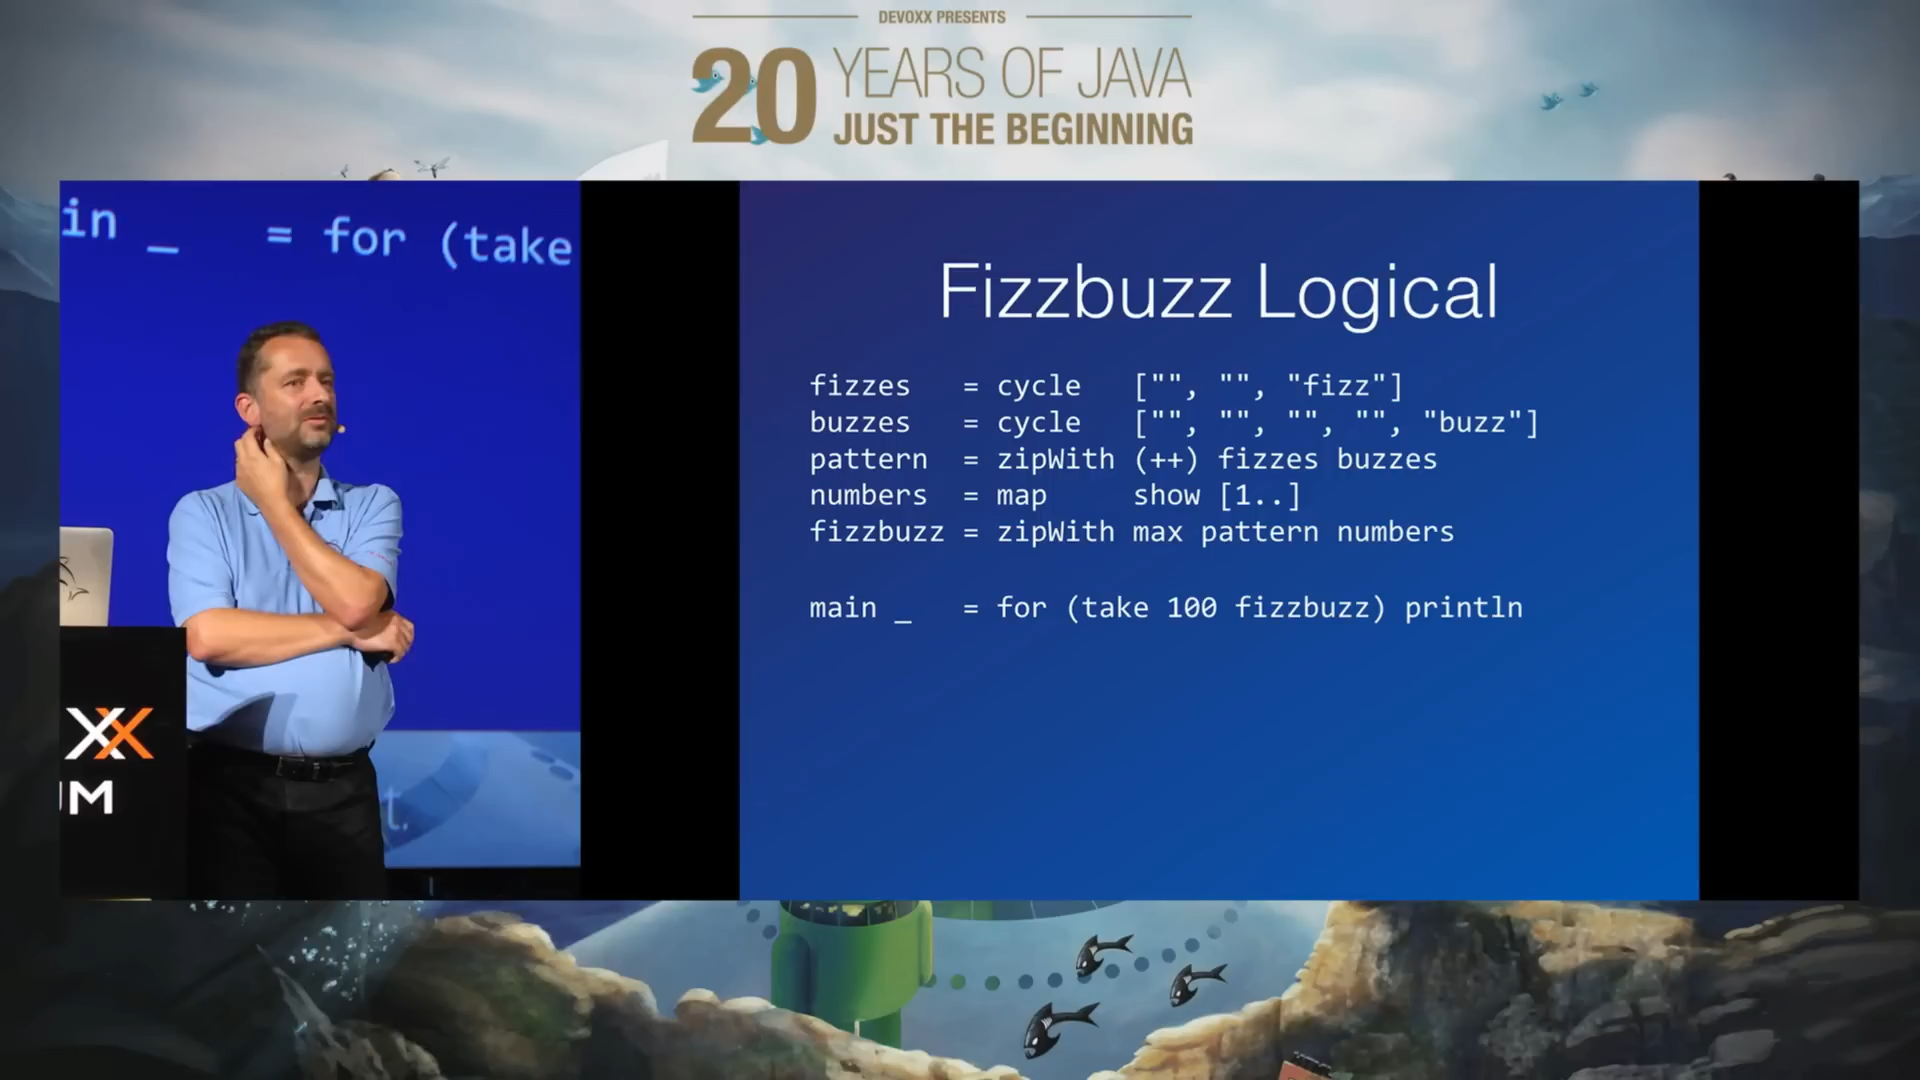 DEVOXX PRESENTS
20 YEARS OF JAVA
JUST THE BEGINNING
in _ = for (take
Fizzbuzz Logical
fizzes = cycle ["", "", "fizz"]
buzzes = cycle ["", "", "", "", "buzz"]
pattern = zipWith (++) fizzes buzzes
numbers = map show [1..]
fizzbuzz = zipWith max pattern numbers
main _ = for (take 100 fizzbuzz) println
XX
UM
t.